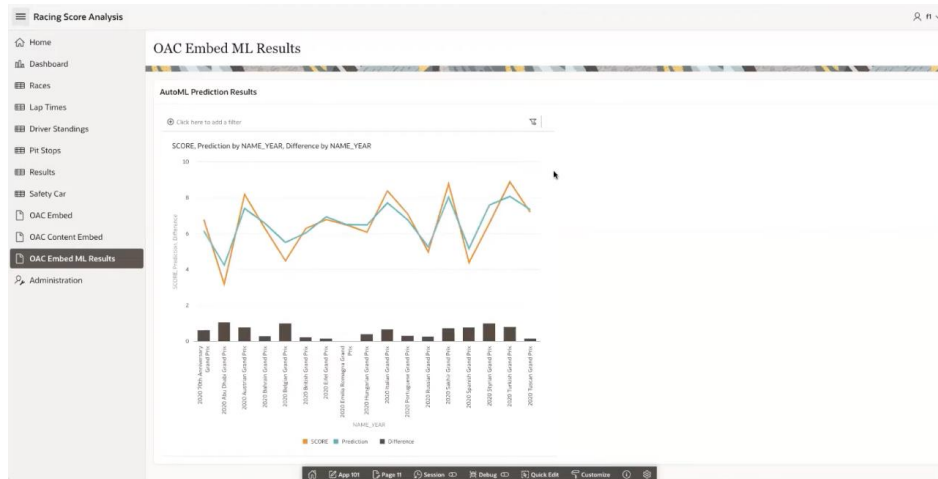 Racing Score Analysis
f1
Home
Dashboard
Races
Lap Times
Driver Standings
Pit Stops
Results
Safety Car
OAC Embed
OAC Content Embed
OAC Embed ML Results
Administration
OAC Embed ML Results
AutoML Prediction Results
Click here to add a filter
SCORE, Prediction by NAME_YEAR, Difference by NAME_YEAR
SCORE, Prediction, Difference
10
8
6
4
2
0
2020 70th Anniversary Grand Prix
2020 Abu Dhabi Grand Prix
2020 Austrian Grand Prix
2020 Bahrain Grand Prix
2020 Belgian Grand Prix
2020 British Grand Prix
2020 Eifel Grand Prix
2020 Emilia Romagna Grand Prix
2020 Hungarian Grand Prix
2020 Italian Grand Prix
2020 Portuguese Grand Prix
2020 Russian Grand Prix
2020 Sakhir Grand Prix
2020 Spanish Grand Prix
2020 Styrian Grand Prix
2020 Turkish Grand Prix
2020 Tuscan Grand Prix
NAME_YEAR
SCORE Prediction Difference
App 101 Page 11 Session Debug Quick Edit Customize